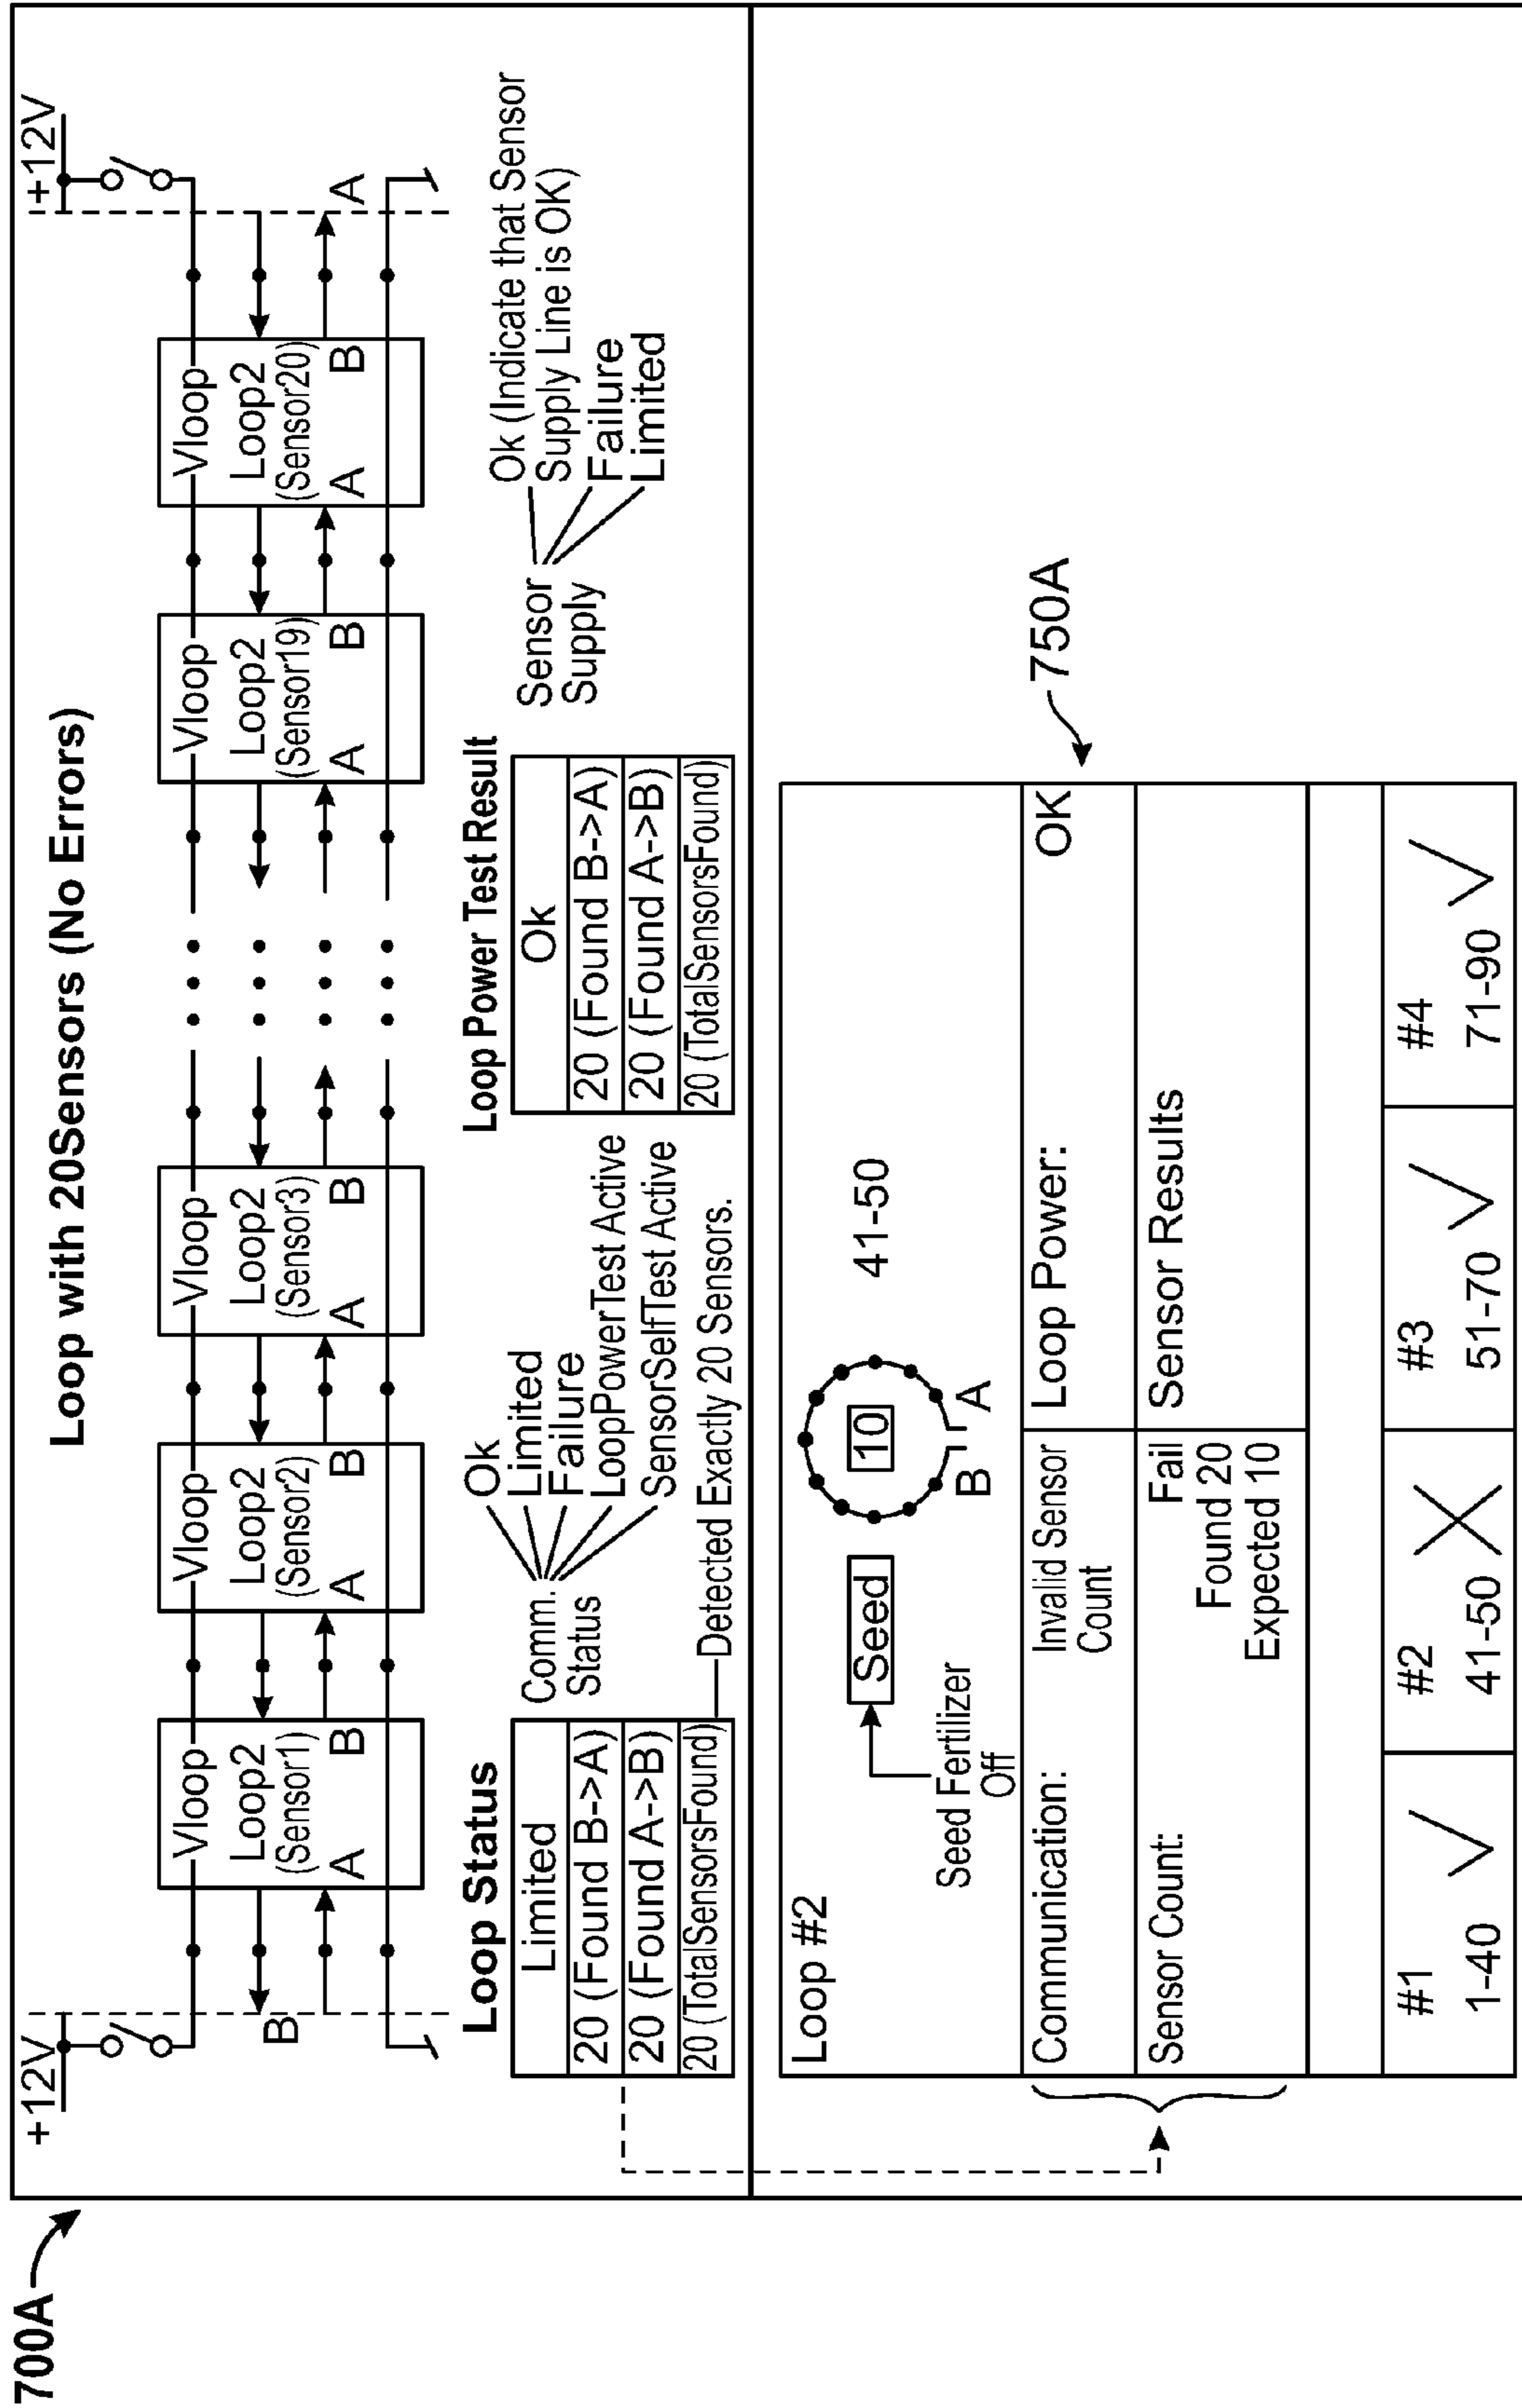 700A
Loop with 20Sensors (No Errors)
+12V
+12V
B
A
Vloop
Loop2
(Sensor1)
A
B
Vloop
Loop2
(Sensor2)
A
B
Vloop
Loop2
(Sensor3)
A
B
Vloop
Loop2
(Sensor19)
A
B
Vloop
Loop2
(Sensor20)
A
B
Loop Status
Limited
20 (Found B->A)
20 (Found A->B)
20 (TotalSensorsFound)
Comm.
Status
Ok
Limited
Failure
LoopPowerTest Active
SensorSelfTest Active
Detected Exactly 20 Sensors.
Loop Power Test Result
Ok
20 (Found B->A)
20 (Found A->B)
20 (TotalSensorsFound)
Sensor
Supply
Ok (Indicate that Sensor
Supply Line is OK)
Failure
Limited
750A
Loop #2
Seed
Seed Fertilizer
Off
10
B
A
41-50
Communication:
Invalid Sensor
Count
Loop Power:
OK
Sensor Count:
Fail
Found 20
Expected 10
Sensor Results
#1
1-40
#2
41-50
#3
51-70
#4
71-90